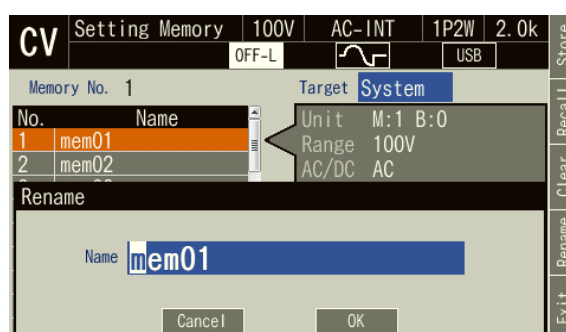 CV Setting Memory 100V AC-INT 1P2W 2.0k
OFF-L USB
Memory No. 1 Target System
No. Name
1 mem01
2 mem02
Unit M:1 B:0
Range 100V
AC/DC AC
Rename
Name mem01
Cancel OK
Store
Recall
Clear
Rename
Exit